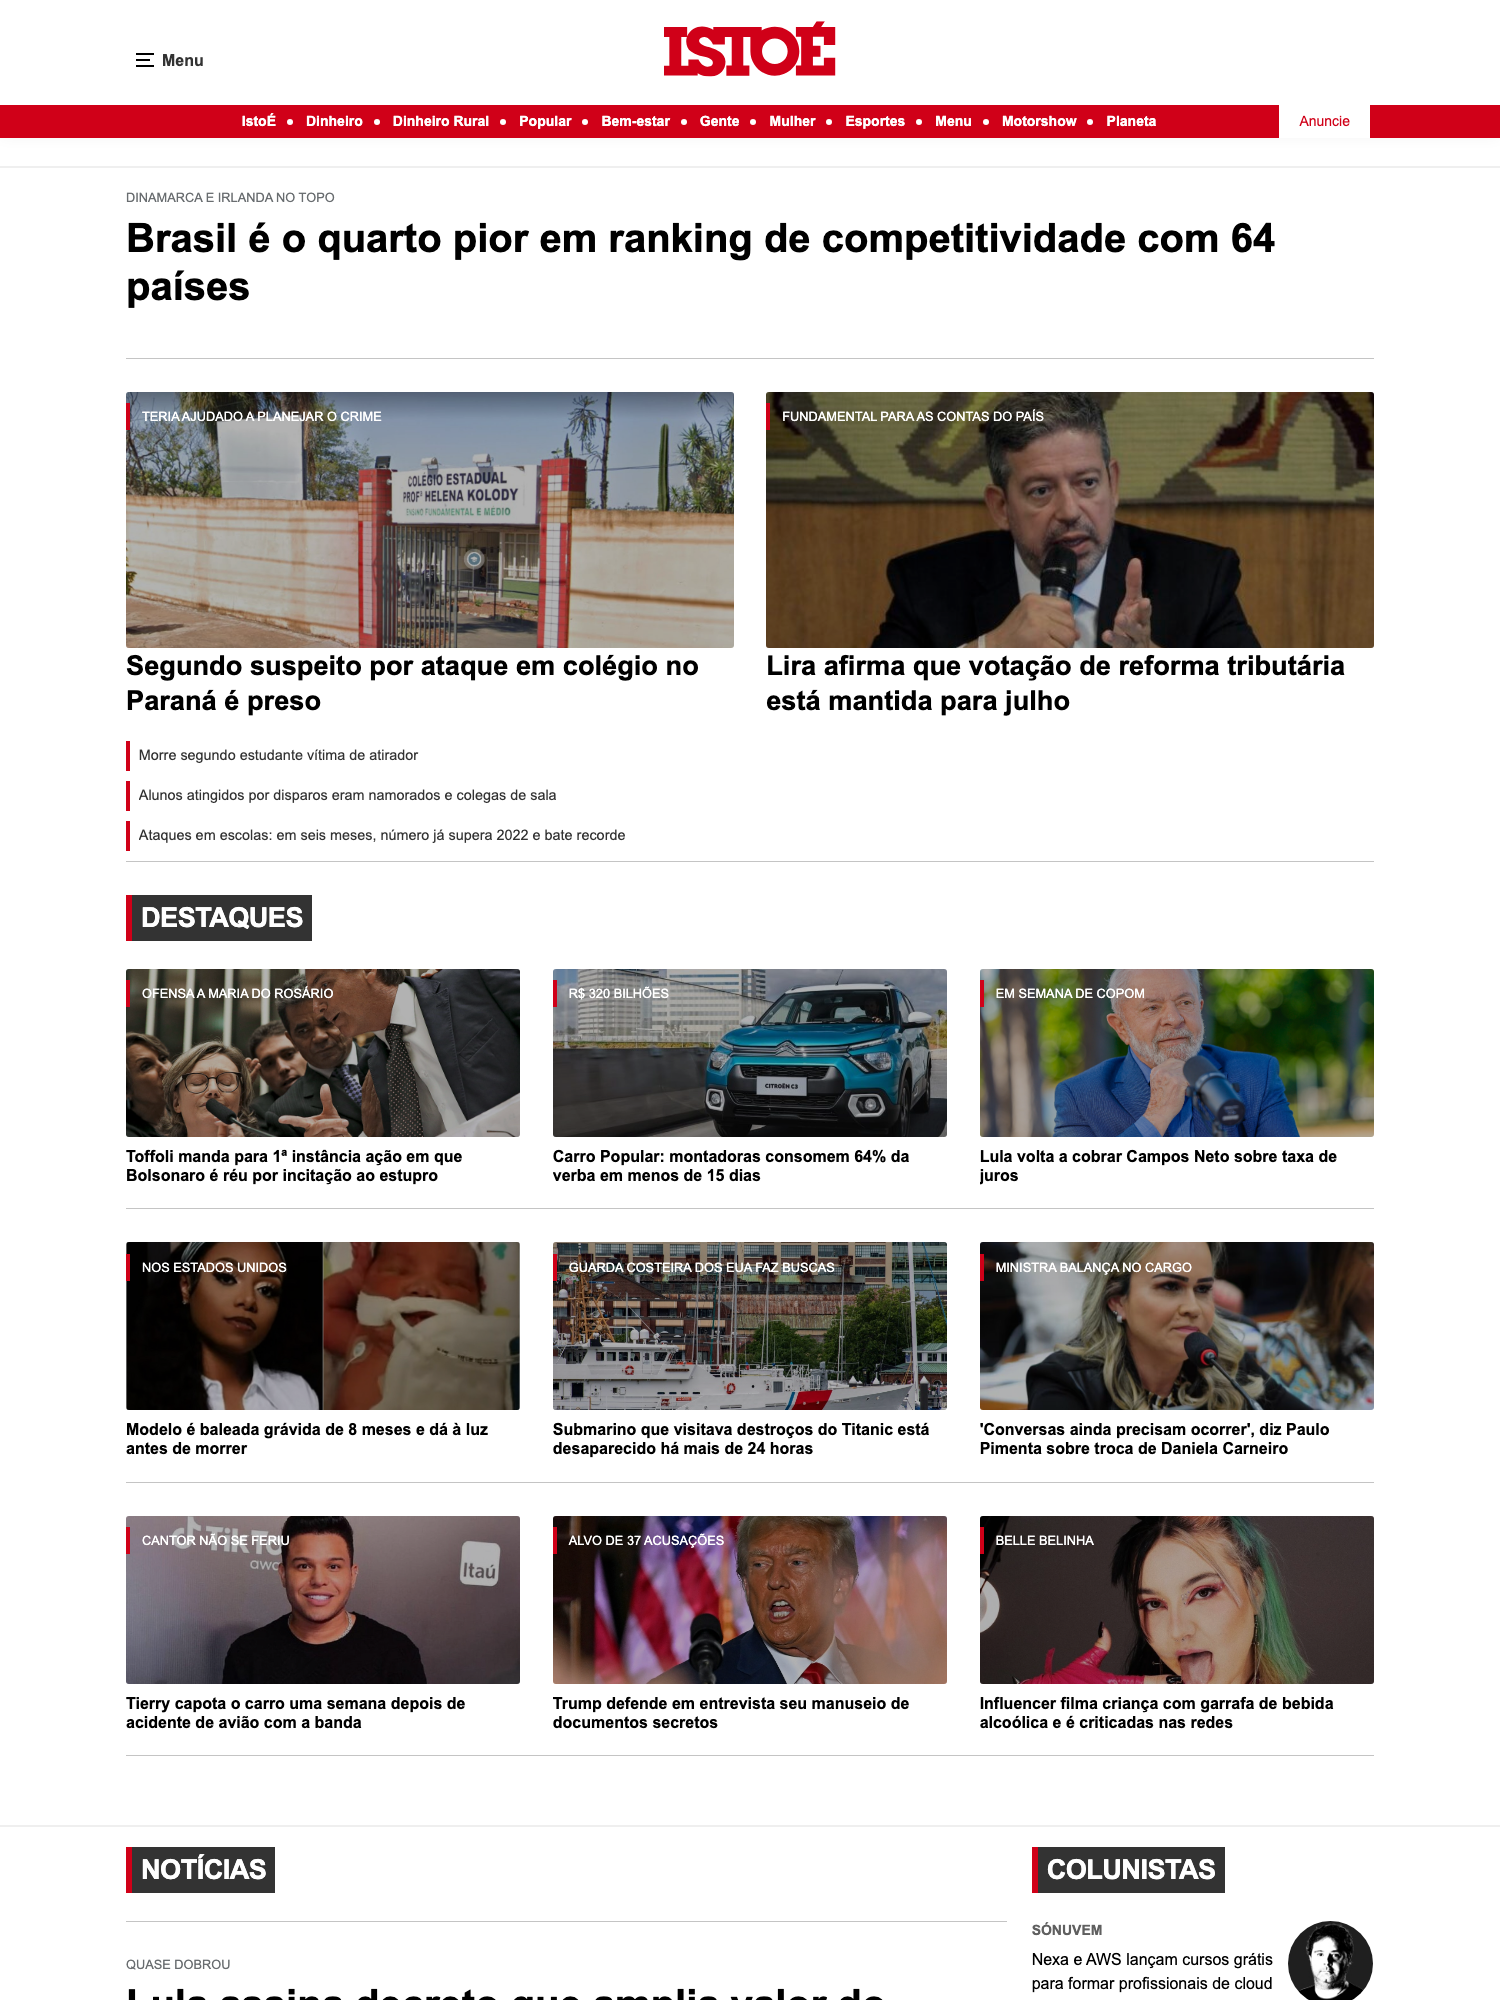 Menu
ISTOÉ
IstoÉ • Dinheiro • Dinheiro Rural • Popular • Bem-estar • Gente • Mulher • Esportes • Menu • Motorshow • Planeta
Anuncie
DINAMARCA E IRLANDA NO TOPO
Brasil é o quarto pior em ranking de competitividade com 64
países
TERIA AJUDADO A PLANEJAR O CRIME
COLÉGIO ESTADUAL
PROFª HELENA KOLODY
ENSINO FUNDAMENTAL E MÉDIO
Segundo suspeito por ataque em colégio no
Paraná é preso
Morre segundo estudante vítima de atirador
Alunos atingidos por disparos eram namorados e colegas de sala
Ataques em escolas: em seis meses, número já supera 2022 e bate recorde
FUNDAMENTAL PARA AS CONTAS DO PAÍS
Lira afirma que votação de reforma tributária
está mantida para julho
DESTAQUES
OFENSA A MARIA DO ROSÁRIO
Toffoli manda para 1ª instância ação em que
Bolsonaro é réu por incitação ao estupro
R$ 320 BILHÕES
CITROËN C3
Carro Popular: montadoras consomem 64% da
verba em menos de 15 dias
EM SEMANA DE COPOM
Lula volta a cobrar Campos Neto sobre taxa de
juros
NOS ESTADOS UNIDOS
Modelo é baleada grávida de 8 meses e dá à luz
antes de morrer
GUARDA COSTEIRA DOS EUA FAZ BUSCAS
Submarino que visitava destroços do Titanic está
desaparecido há mais de 24 horas
MINISTRA BALANÇA NO CARGO
'Conversas ainda precisam ocorrer', diz Paulo
Pimenta sobre troca de Daniela Carneiro
CANTOR NÃO SE FERIU
Itaú
Tierry capota o carro uma semana depois de
acidente de avião com a banda
ALVO DE 37 ACUSAÇÕES
Trump defende em entrevista seu manuseio de
documentos secretos
BELLE BELINHA
Influencer filma criança com garrafa de bebida
alcoólica e é criticadas nas redes
NOTÍCIAS
QUASE DOBROU
Lula assina decreto que amplia valor do
COLUNISTAS
SÓNUVEM
Nexa e AWS lançam cursos grátis
para formar profissionais de cloud